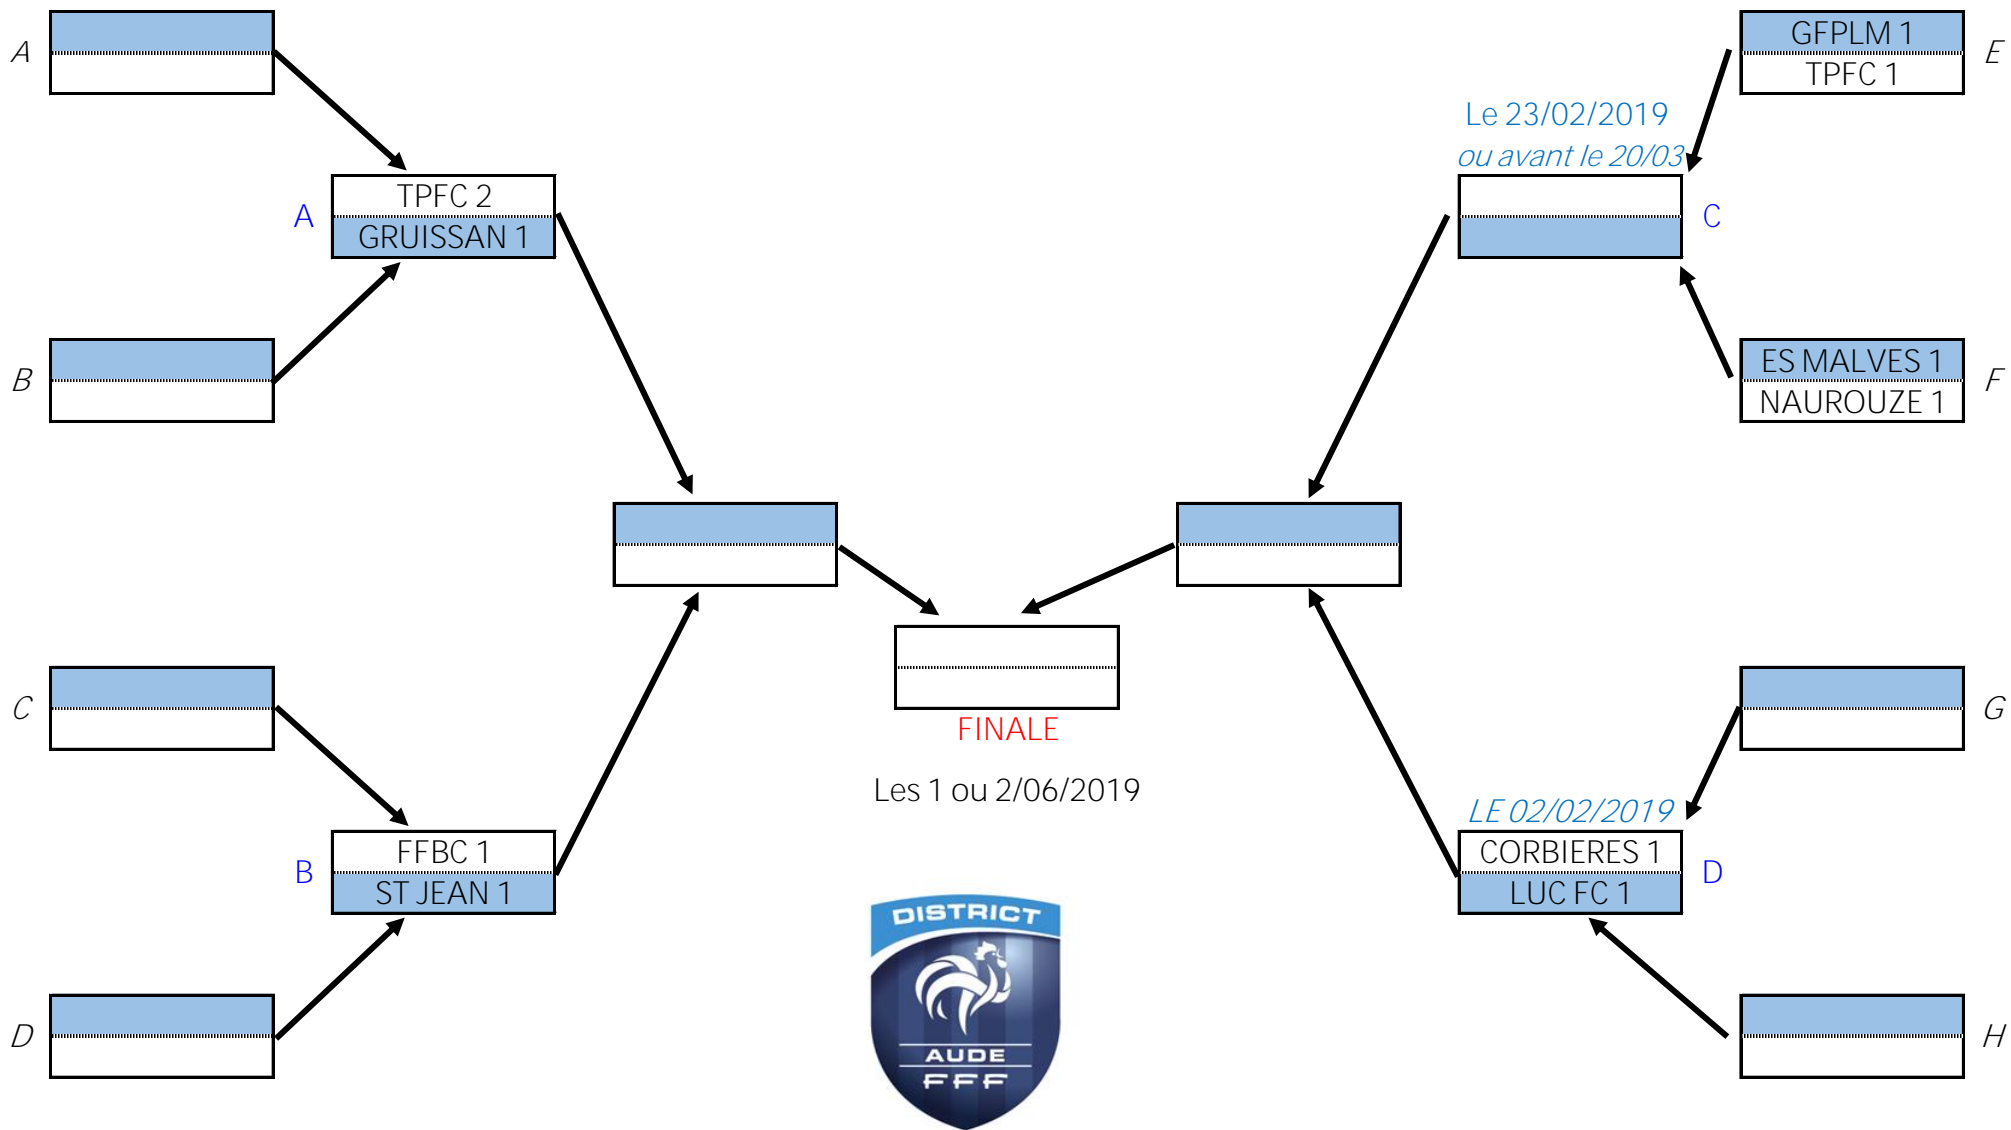 A
GFPLM 1
TPFC 1
E
Le 23/02/2019
ou avant le 20/03
A
TPFC 2
GRUISSAN 1
C
B
ES MALVES 1
NAUROUZE 1
F
C
G
FINALE
Les 1 ou 2/06/2019
LE 02/02/2019
B
FFBC 1
ST JEAN 1
CORBIERES 1
LUC FC 1
D
DISTRICT
AUDE
FFF
D
H